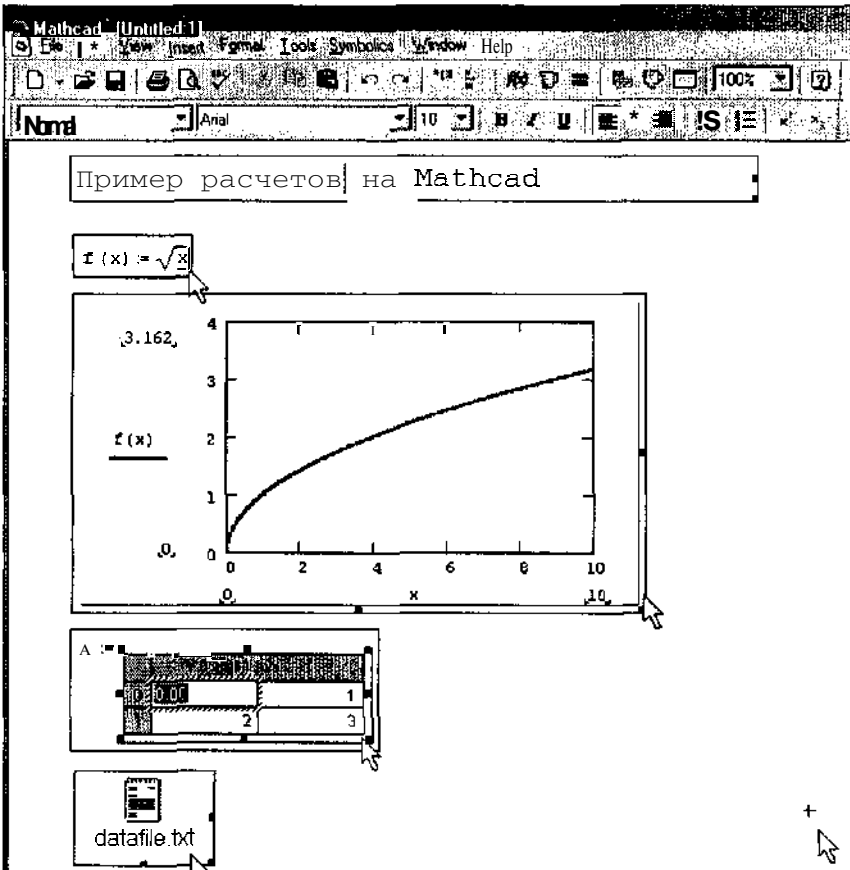 Mathcad [Untitled:1]
File View Insert Format Tools Symbolics Window Help
100%
Normal Arial 10
Пример расчетов на Mathcad
f(x) := √x
3.162 4
3
f(x) 2
1
0 0
0 2 4 6 8 10
0 x 10
A :=
0 0.00 1
1 2 3
datafile.txt